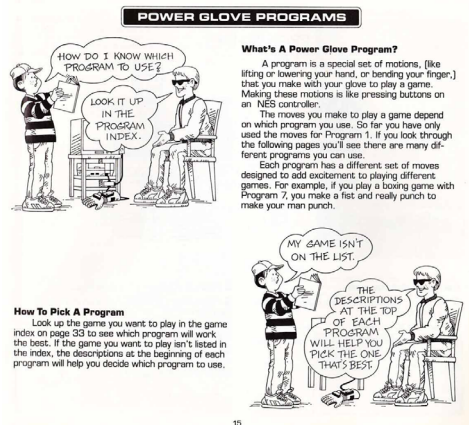 POWER GLOVE PROGRAMS
HOW DO I KNOW WHICH
PROGRAM TO USE?
LOOK IT UP
IN THE
PROGRAM
INDEX.
What's A Power Glove Program?
A program is a special set of motions, [like
lifting or lowering your hand, or bending your finger,]
that you make with your glove to play a game.
Making these motions is like pressing buttons on
an NES controller.
The moves you make to play a game depend
on which program you use. So far you have only
used the moves for Program 1. If you look through
the following pages you'll see there are many dif-
ferent programs you can use.
Each program has a different set of moves
designed to add excitement to playing different
games. For example, if you play a boxing game with
Program 7, you make a fist and really punch to
make your man punch.
How To Pick A Program
Look up the game you want to play in the game
index on page 33 to see which program will work
the best. If the game you want to play isn't listed in
the index, the descriptions at the beginning of each
program will help you decide which program to use.
MY GAME ISN'T
ON THE LIST.
THE
DESCRIPTIONS
AT THE TOP
OF EACH
PROGRAM
WILL HELP YOU
PICK THE ONE
THAT'S BEST.
15